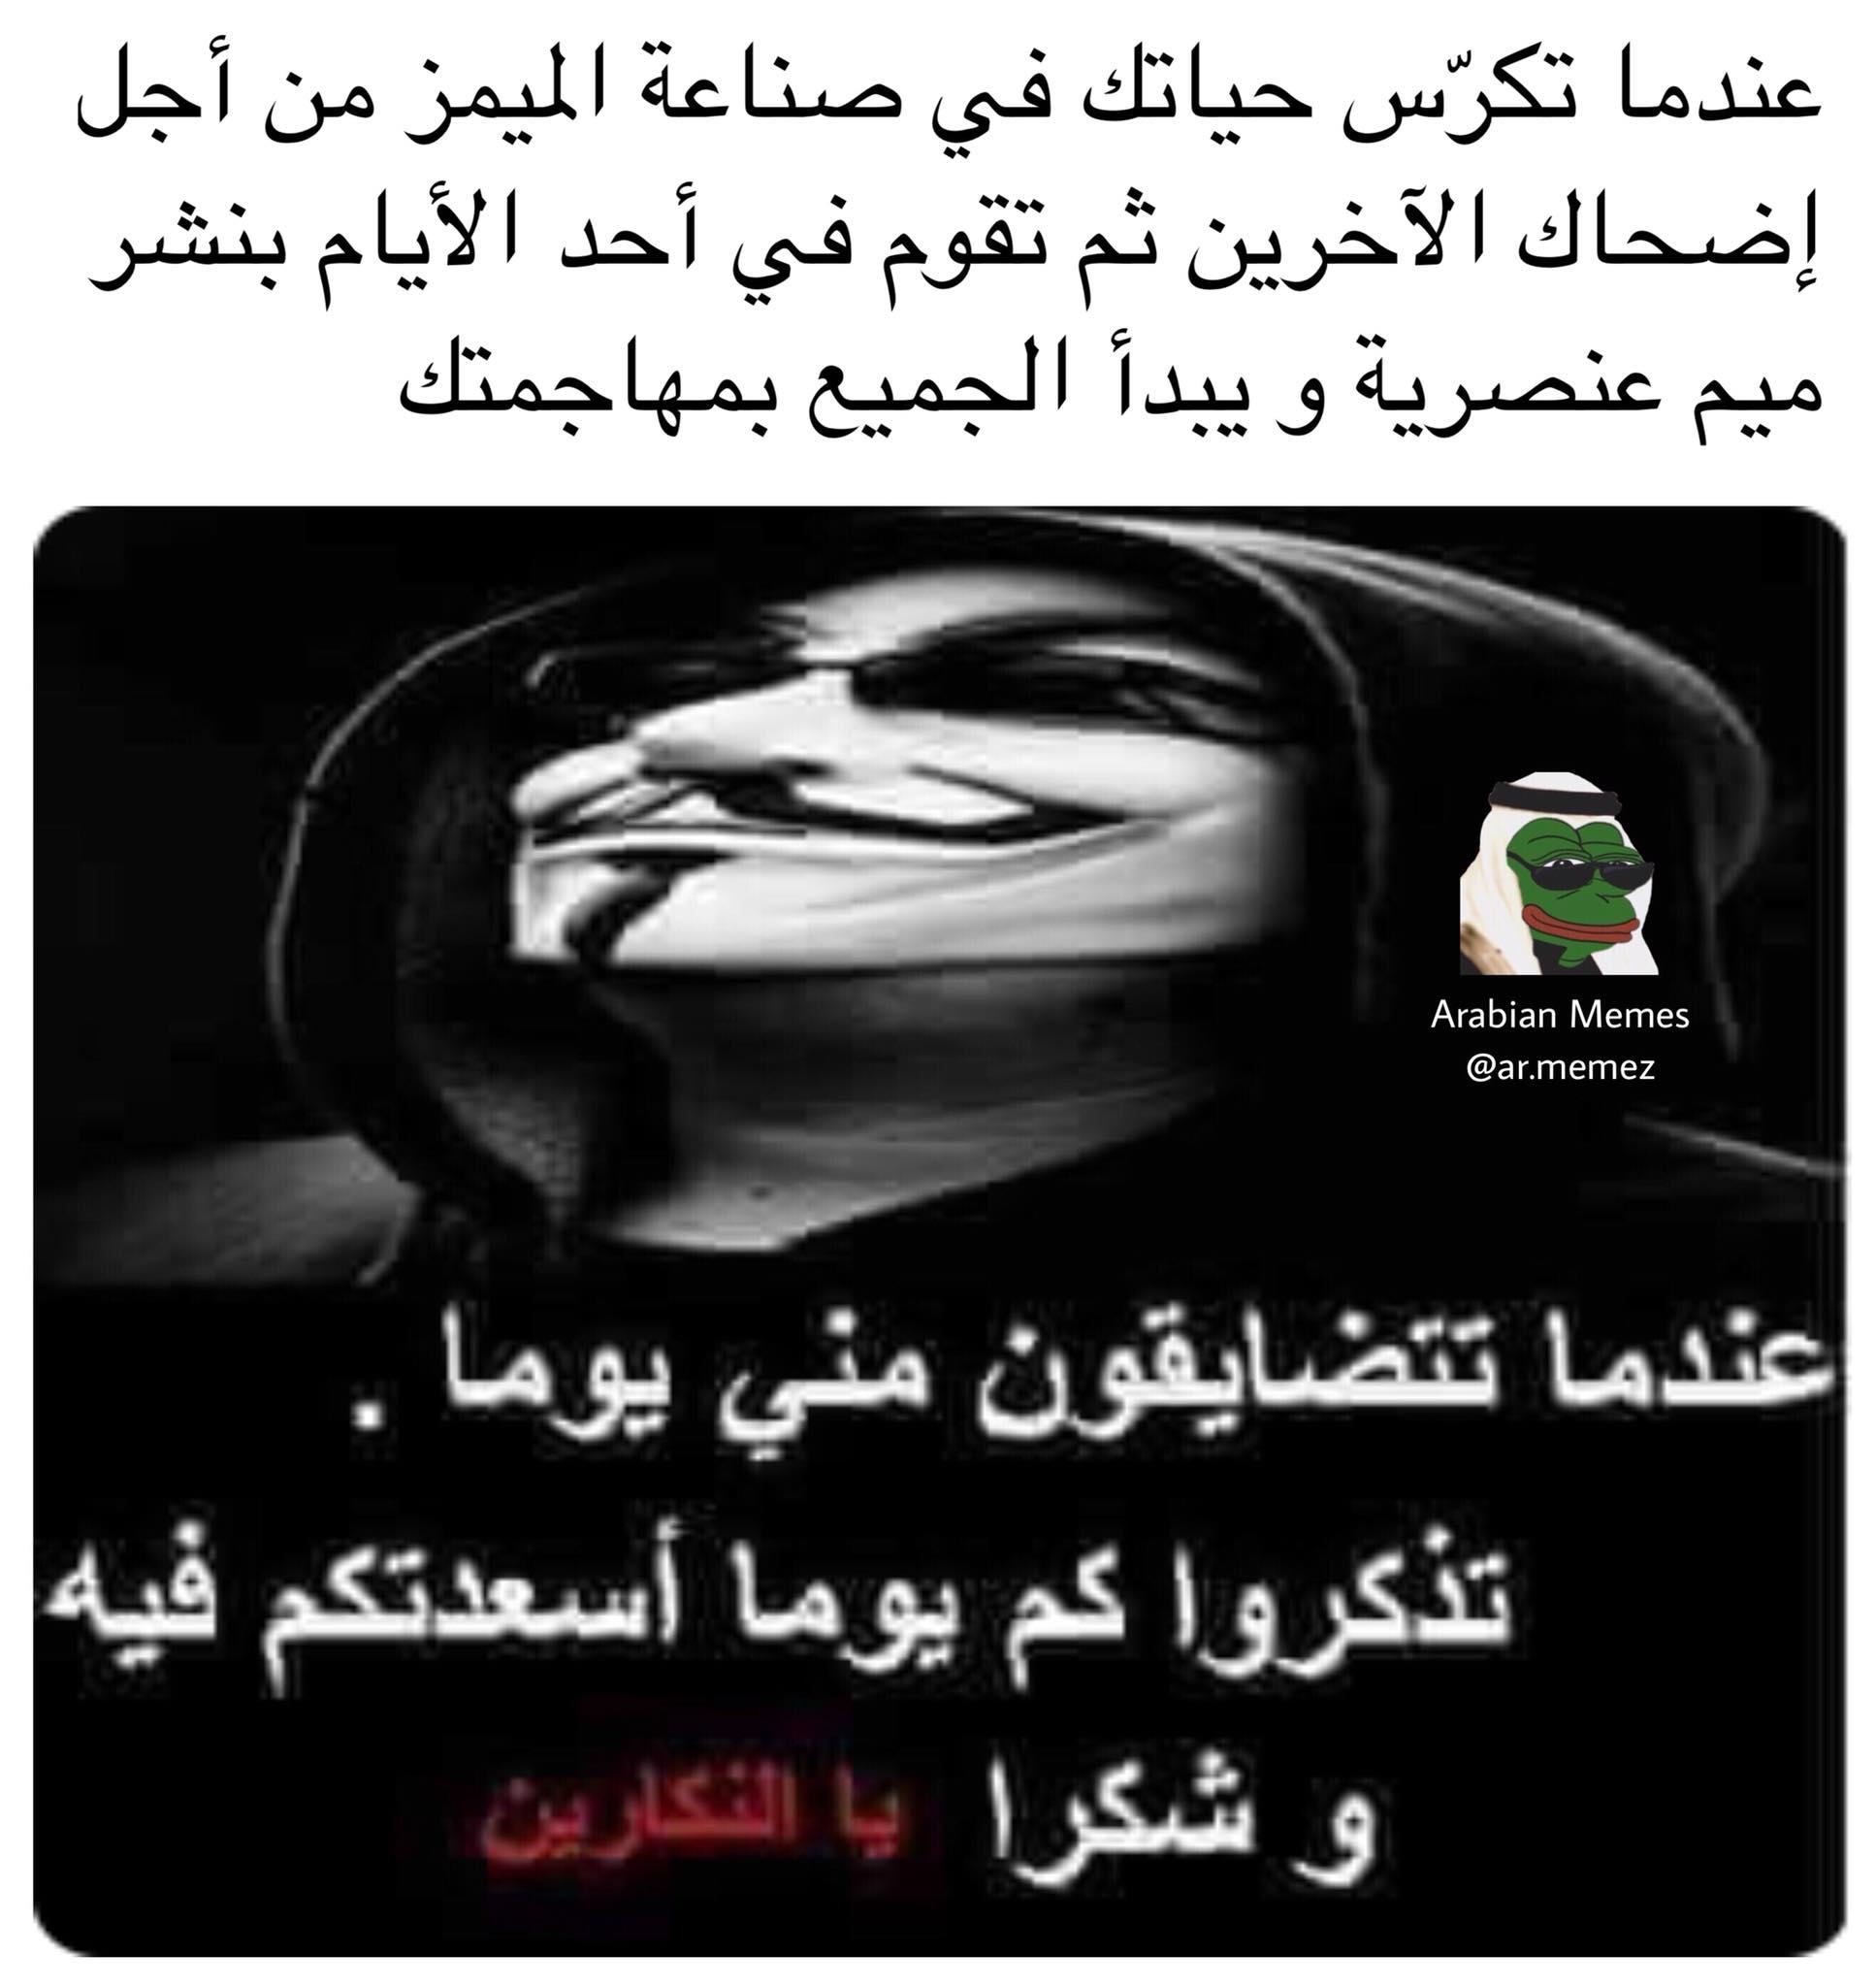 عندما تكرّس حياتك في صناعة الميمز من أجل
إضحاك الآخرين ثم تقوم في أحد الأيام بنشر
ميم عنصرية و يبدأ الجميع بمهاجمتك
Arabian Memes
@ar.memez
عندما تتضايقون مني يوما .
تذكروا كم يوما أسعدتكم فيه
و شكرا يا النكارين